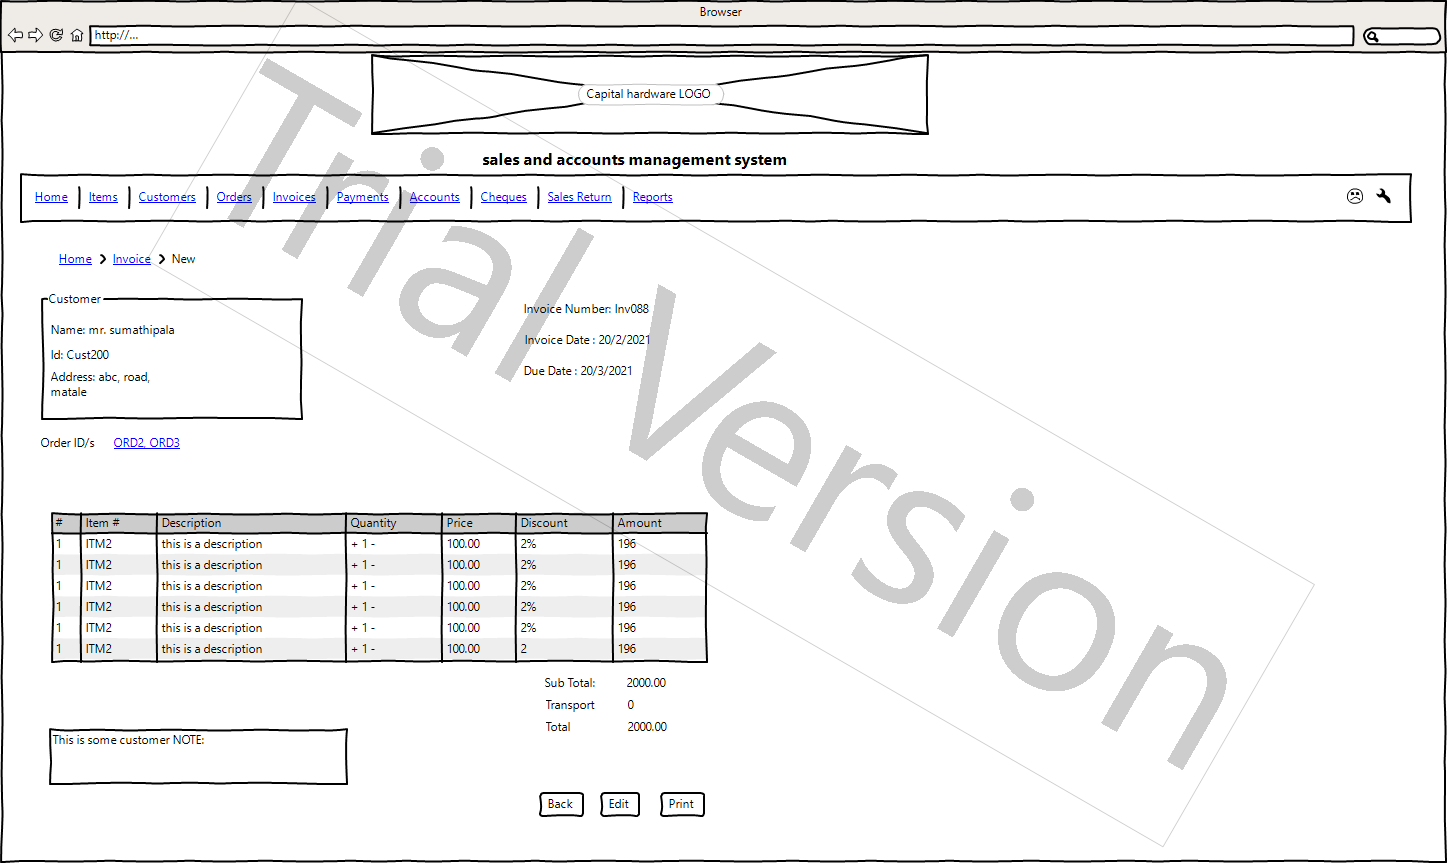 Browser
http://...
Capital hardware LOGO
sales and accounts management system
Home Items Customers Orders Invoices Payments Accounts Cheques Sales Return Reports
Home Invoice New
Customer
Name: mr. sumathipala
Id: Cust200
Address: abc, road,
matale
Invoice Number: Inv088
Invoice Date : 20/2/2021
Due Date : 20/3/2021
Order ID/s ORD2, ORD3
# Item # Description Quantity Price Discount Amount
1 ITM2 this is a description + 1 - 100.00 2% 196
1 ITM2 this is a description + 1 - 100.00 2% 196
1 ITM2 this is a description + 1 - 100.00 2% 196
1 ITM2 this is a description + 1 - 100.00 2% 196
1 ITM2 this is a description + 1 - 100.00 2% 196
1 ITM2 this is a description + 1 - 100.00 2 196
Sub Total: 2000.00
Transport 0
Total 2000.00
This is some customer NOTE:
Back Edit Print
Trial Version